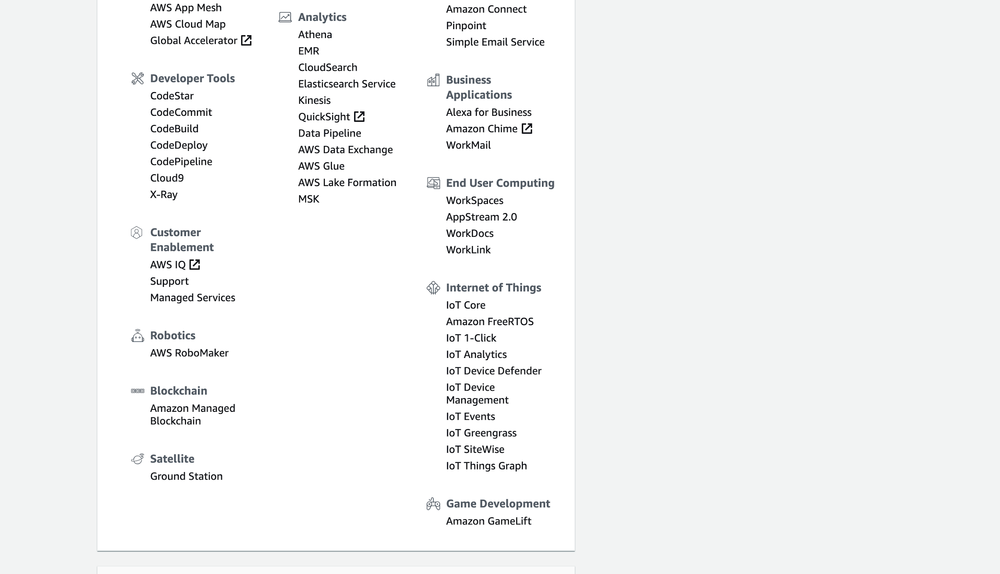 AWS App Mesh
AWS Cloud Map
Global Accelerator
Developer Tools
CodeStar
CodeCommit
CodeBuild
CodeDeploy
CodePipeline
Cloud9
X-Ray
Customer
Enablement
AWS IQ
Support
Managed Services
Robotics
AWS RoboMaker
Blockchain
Amazon Managed
Blockchain
Satellite
Ground Station
Analytics
Athena
EMR
CloudSearch
Elasticsearch Service
Kinesis
QuickSight
Data Pipeline
AWS Data Exchange
AWS Glue
AWS Lake Formation
MSK
Amazon Connect
Pinpoint
Simple Email Service
Business
Applications
Alexa for Business
Amazon Chime
WorkMail
End User Computing
WorkSpaces
AppStream 2.0
WorkDocs
WorkLink
Internet of Things
IoT Core
Amazon FreeRTOS
IoT 1-Click
IoT Analytics
IoT Device Defender
IoT Device
Management
IoT Events
IoT Greengrass
IoT SiteWise
IoT Things Graph
Game Development
Amazon GameLift